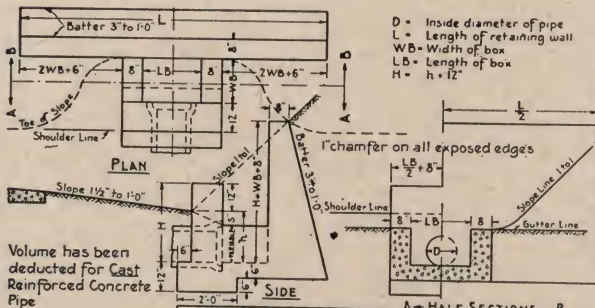 Batter 3" to 1'-0"
L
D = Inside diameter of pipe
L = Length of retaining wall
WB = Width of box
LB = Length of box
H = h + 12"
B
B
8"
2WB+6"
8"
LB
8"
2WB+6"
WB
A
A
12"
Toe of Slope
Shoulder Line
PLAN
Slope 1 to 1
8"
Batter 3" to 1'-0"
1" chamfer on all exposed edges
L/2
LB/2 + 8"
Slope Line 1 to 1
Shoulder Line
8"
LB
8"
Gutter Line
D
Slope 1½" to 1'-0"
12"
5"
H+WB+8"
H
h
6"
12"
6"
6"
2'-0"
SIDE
Volume has been
deducted for Cast
Reinforced Concrete
Pipe
A - HALF SECTIONS - B